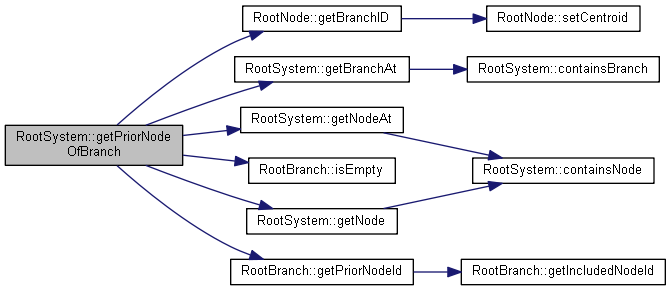 RootSystem::getPriorNode
OfBranch
RootNode::getBranchID
RootNode::setCentroid
RootSystem::getBranchAt
RootSystem::containsBranch
RootSystem::getNodeAt
RootBranch::isEmpty
RootSystem::containsNode
RootSystem::getNode
RootBranch::getPriorNodeId
RootBranch::getIncludedNodeId